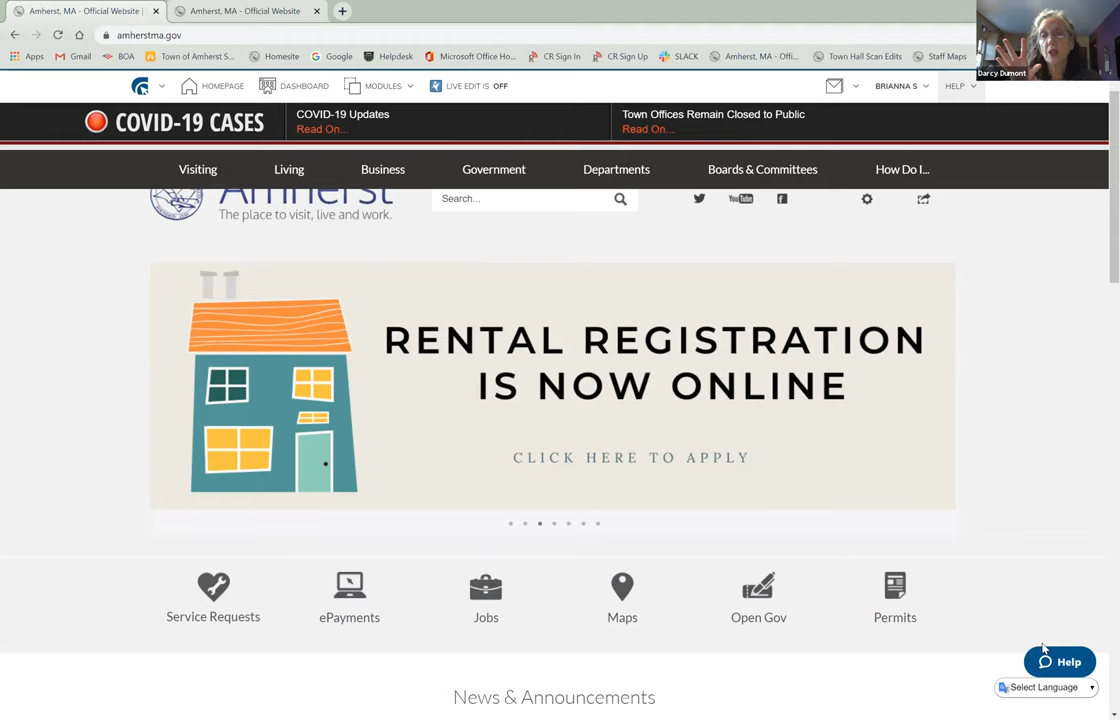 Amherst, MA - Official Website |
Amherst, MA - Official Website
amherstma.gov
Apps
Gmail
BOA
Town of Amherst S...
Homesite
Google
Helpdesk
Microsoft Office Ho...
CR Sign In
CR Sign Up
SLACK
Amherst, MA - Offi...
Town Hall Scan Edits
Staff Maps
Darcy Dumont
HOMEPAGE
DASHBOARD
MODULES
LIVE EDIT IS OFF
BRIANNA S
HELP
COVID-19 CASES
COVID-19 Updates
Read On...
Town Offices Remain Closed to Public
Read On...
Visiting
Living
Business
Government
Departments
Boards & Committees
How Do I...
Amherst
The place to visit, live and work.
Search...
You Tube
RENTAL REGISTRATION
IS NOW ONLINE
CLICK HERE TO APPLY
Service Requests
ePayments
Jobs
Maps
Open Gov
Permits
Help
Select Language
News & Announcements